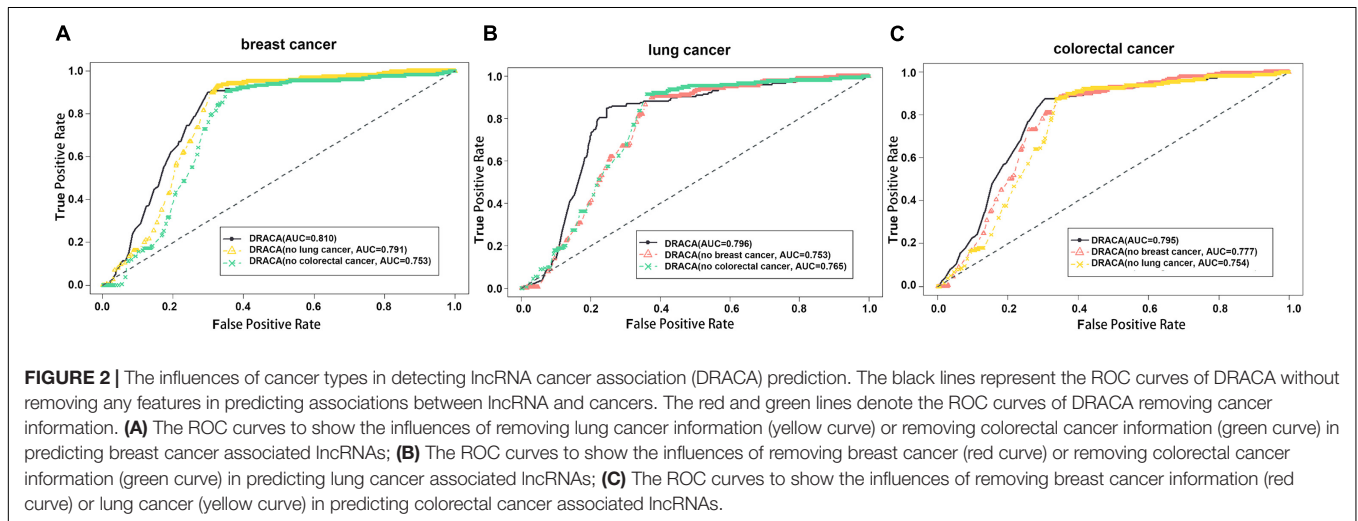 A
breast cancer
True Positive Rate
1.0
0.8
0.6
0.4
0.2
0.0
DRACA(AUC=0.810)
DRACA(no lung cancer, AUC=0.791)
DRACA(no colorectal cancer, AUC=0.753)
0.0 0.2 0.4 0.6 0.8 1.0
False Positive Rate
B
lung cancer
True Positive Rate
1.0
0.8
0.6
0.4
0.2
0.0
DRACA(AUC=0.796)
DRACA(no breast cancer, AUC=0.753)
DRACA(no colorectal cancer, AUC=0.765)
0.0 0.2 0.4 0.6 0.8 1.0
False Positive Rate
C
colorectal cancer
True Positive Rate
1.0
0.8
0.6
0.4
0.2
0.0
DRACA(AUC=0.795)
DRACA(no breast cancer, AUC=0.777)
DRACA(no lung cancer, AUC=0.754)
0.0 0.2 0.4 0.6 0.8 1.0
False Positive Rate
FIGURE 2 | The influences of cancer types in detecting lncRNA cancer association (DRACA) prediction. The black lines represent the ROC curves of DRACA without
removing any features in predicting associations between lncRNA and cancers. The red and green lines denote the ROC curves of DRACA removing cancer
information. (A) The ROC curves to show the influences of removing lung cancer information (yellow curve) or removing colorectal cancer information (green curve) in
predicting breast cancer associated lncRNAs; (B) The ROC curves to show the influences of removing breast cancer (red curve) or removing colorectal cancer
information (green curve) in predicting lung cancer associated lncRNAs; (C) The ROC curves to show the influences of removing breast cancer information (red
curve) or lung cancer (yellow curve) in predicting colorectal cancer associated lncRNAs.